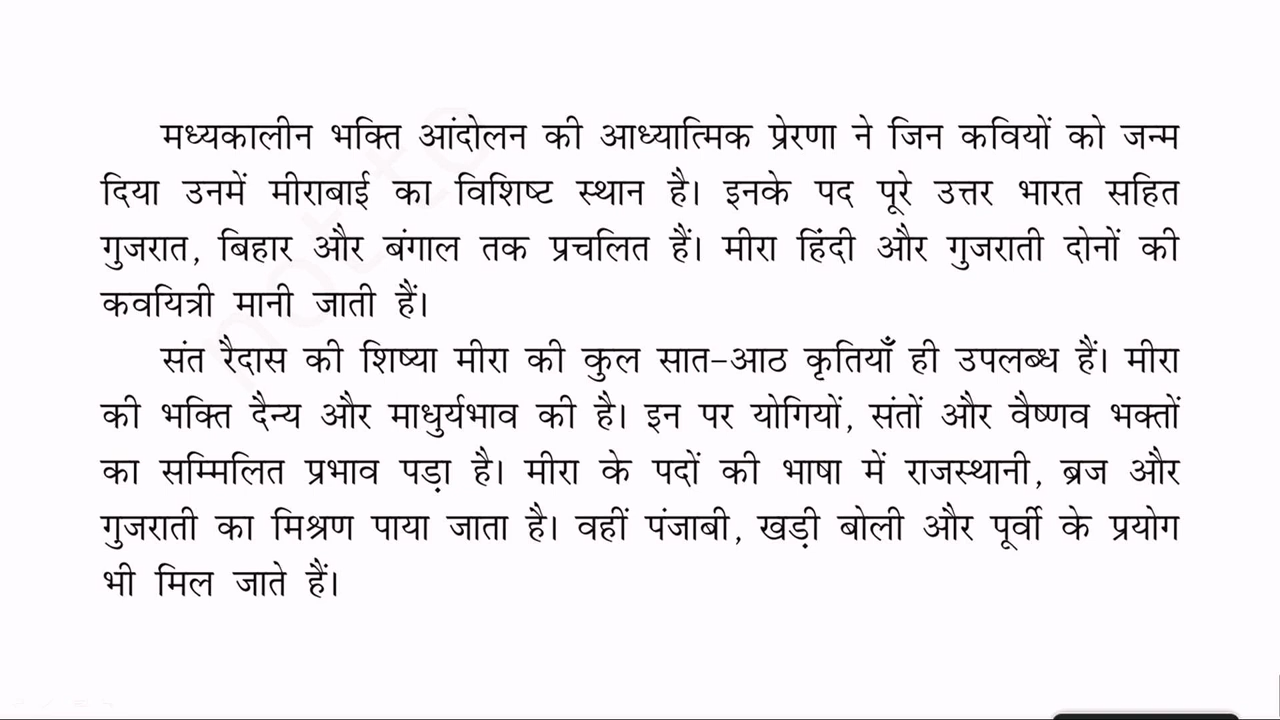 मध्यकालीन भक्ति आंदोलन की आध्यात्मिक प्रेरणा ने जिन कवियों को जन्म
दिया उनमें मीराबाई का विशिष्ट स्थान है। इनके पद पूरे उत्तर भारत सहित
गुजरात, बिहार और बंगाल तक प्रचलित हैं। मीरा हिंदी और गुजराती दोनों की
कवयित्री मानी जाती हैं।
संत रैदास की शिष्या मीरा की कुल सात-आठ कृतियाँ ही उपलब्ध हैं। मीरा
की भक्ति दैन्य और माधुर्यभाव की है। इन पर योगियों, संतों और वैष्णव भक्तों
का सम्मिलित प्रभाव पड़ा है। मीरा के पदों की भाषा में राजस्थानी, ब्रज और
गुजराती का मिश्रण पाया जाता है। वहीं पंजाबी, खड़ी बोली और पूर्वी के प्रयोग
भी मिल जाते हैं।